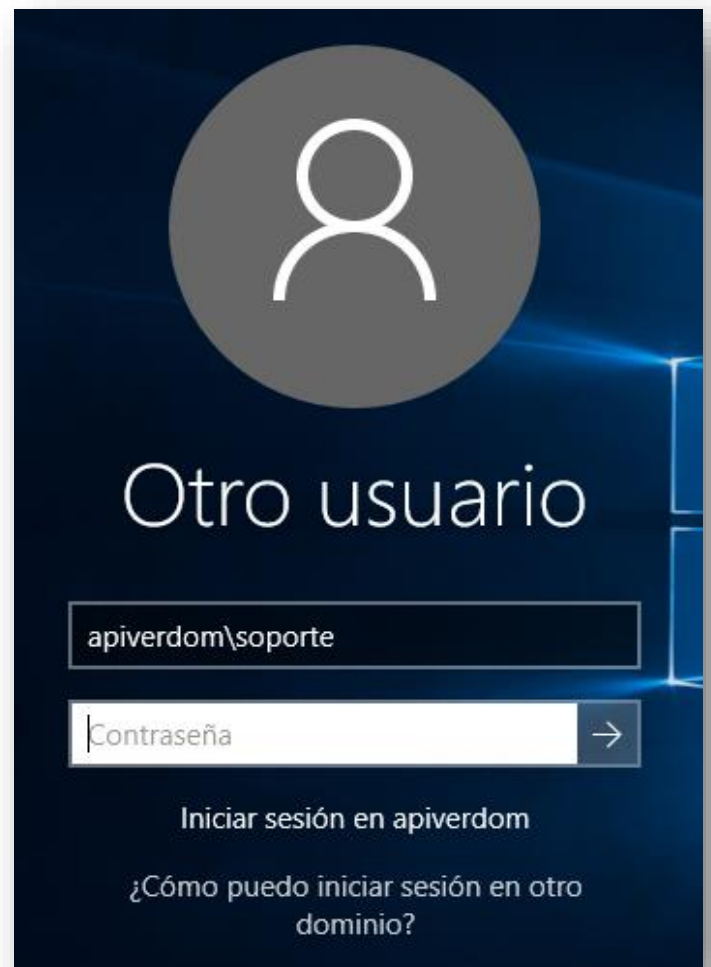 Otro usuario
apiverdom\soporte
Contraseña
Iniciar sesión en apiverdom
¿Cómo puedo iniciar sesión en otro
dominio?